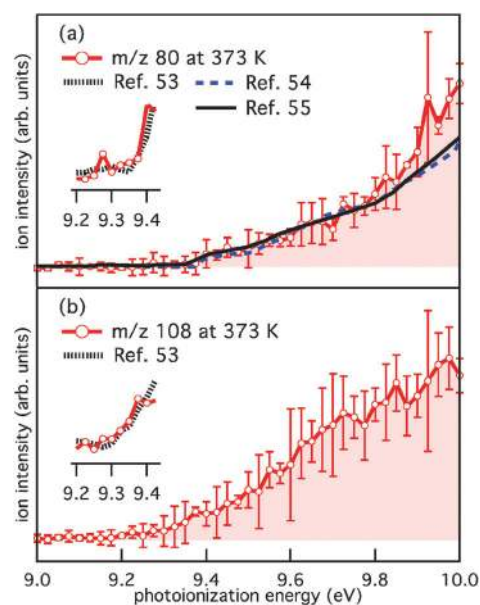 (a)
m/z 80 at 373 K
Ref. 53
Ref. 54
Ref. 55
9.2 9.3 9.4
ion intensity (arb. units)
(b)
m/z 108 at 373 K
Ref. 53
9.2 9.3 9.4
ion intensity (arb. units)
9.0 9.2 9.4 9.6 9.8 10.0
photoionization energy (eV)